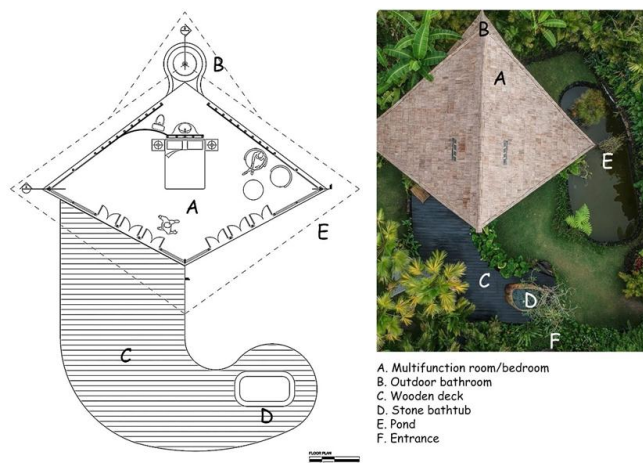 B
A
E
C
D
FLOOR PLAN
B
A
E
C
D
F
A. Multifunction room/bedroom
B. Outdoor bathroom
C. Wooden deck
D. Stone bathtub
E. Pond
F. Entrance